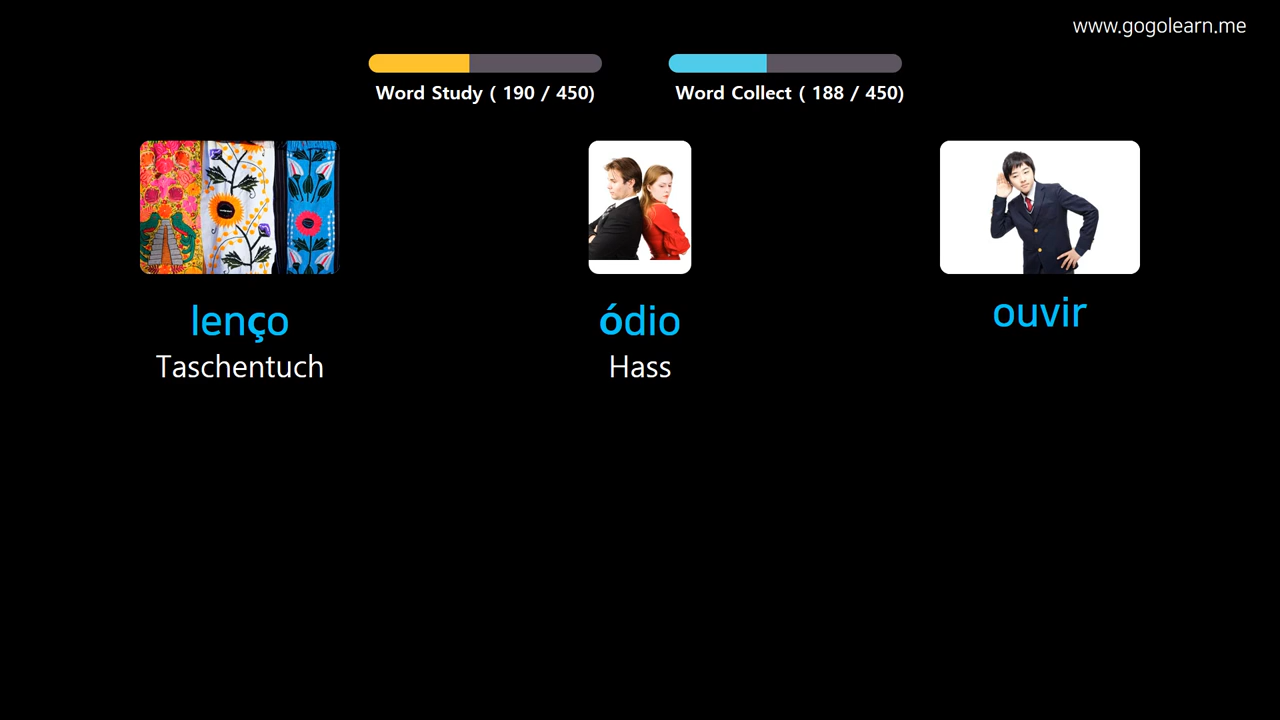 www.gogolearn.me
Word Study ( 190 / 450)
Word Collect ( 188 / 450)
lenço
Taschentuch
ódio
Hass
ouvir